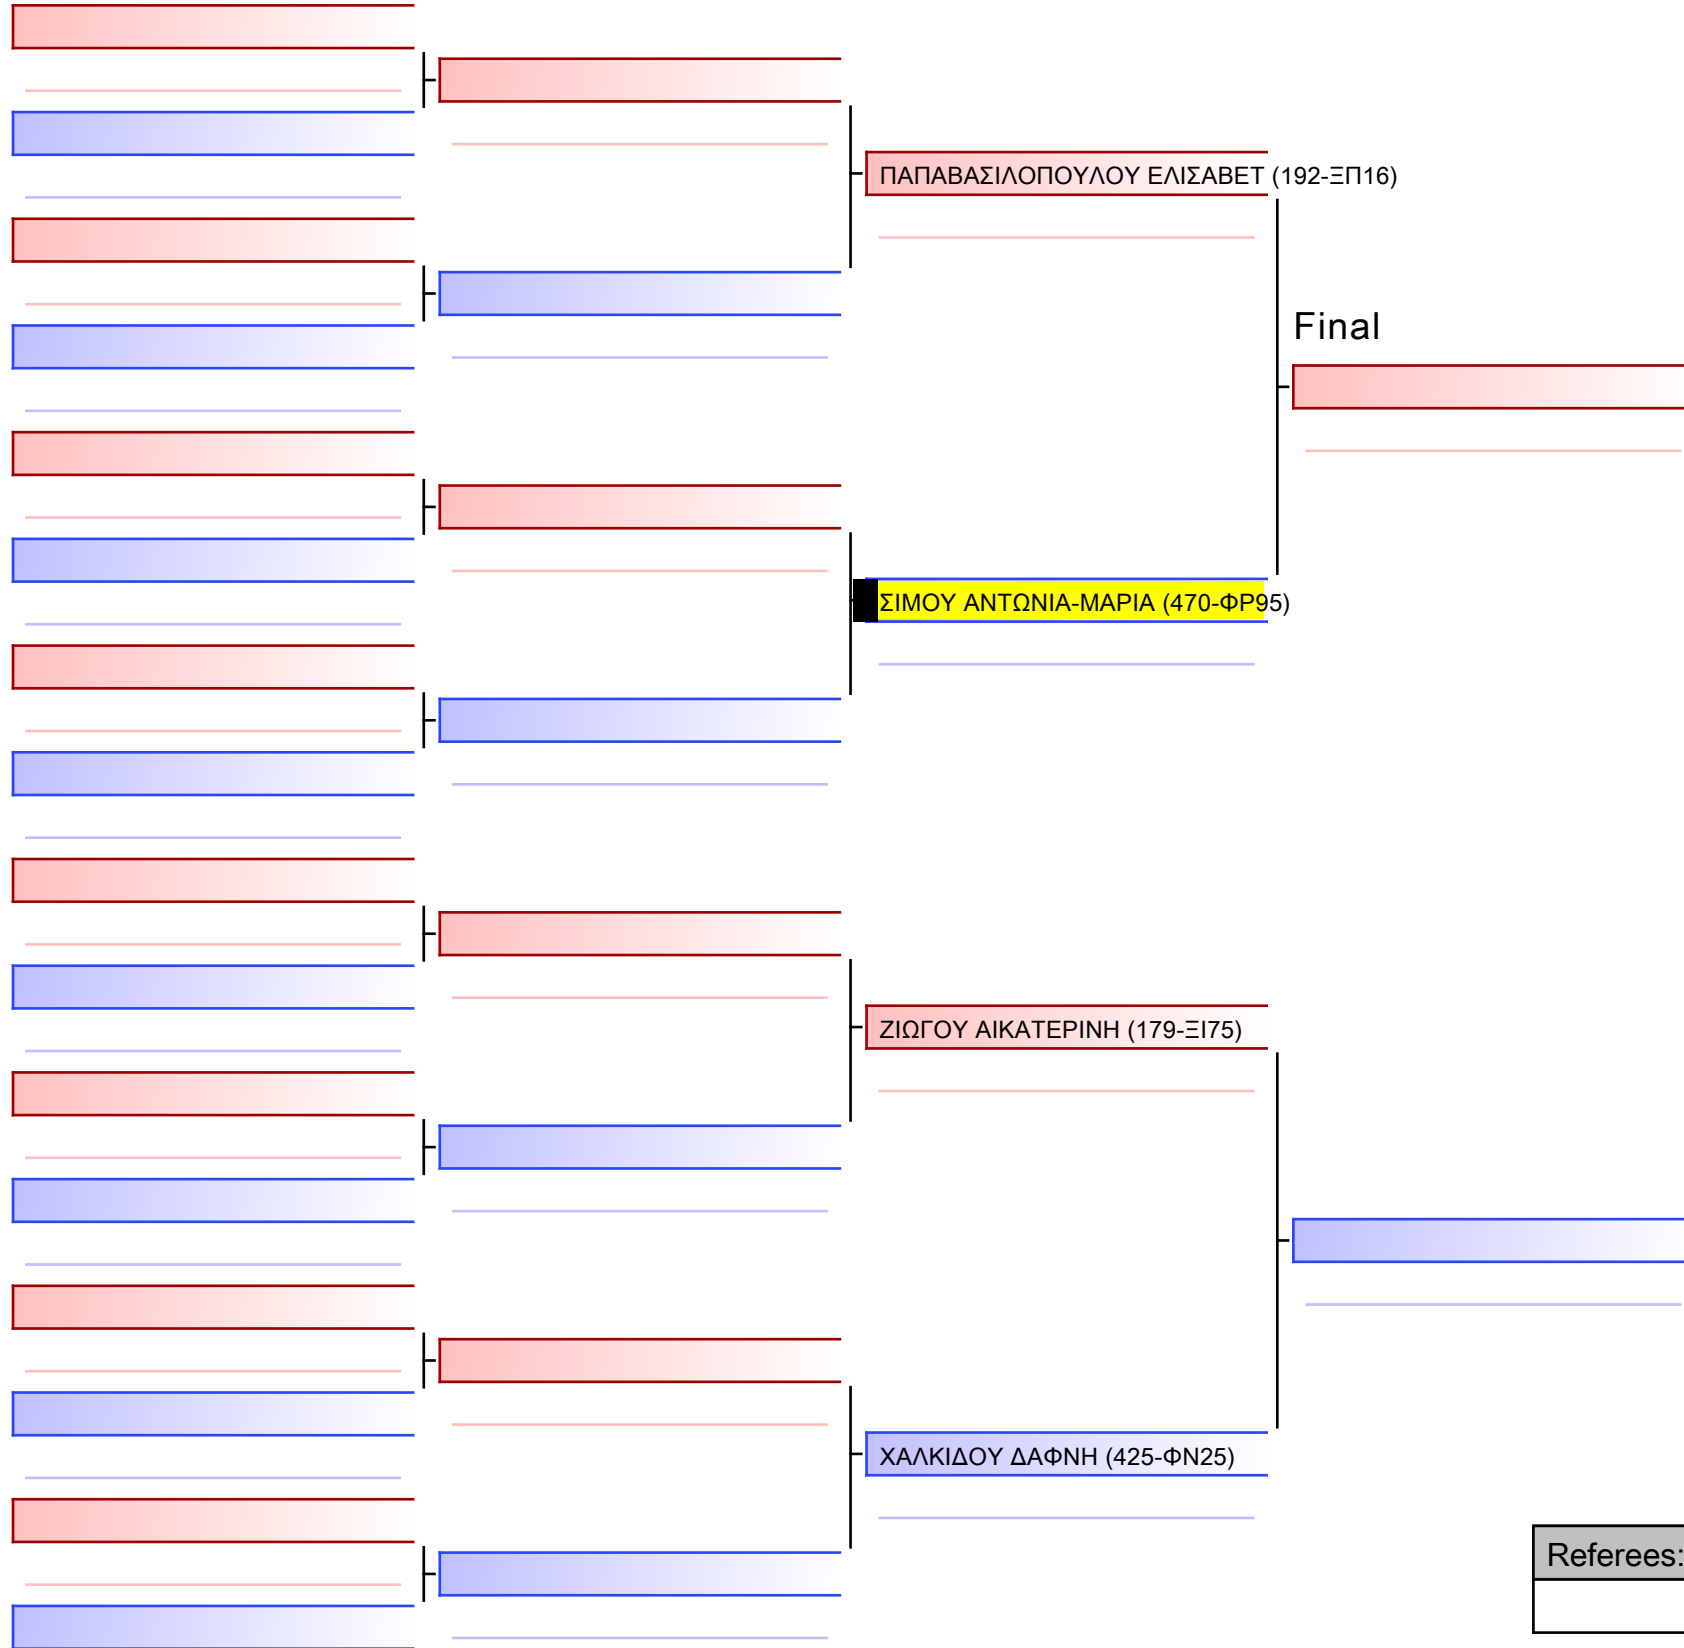 ΠΑΠΑΒΑΣΙΛΟΠΟΥΛΟΥ ΕΛΙΣΑΒΕΤ (192-ΞΠ16)
Final
ΣΙΜΟΥ ΑΝΤΩΝΙΑ-ΜΑΡΙΑ (470-ΦΡ95)
ΖΙΩΓΟΥ ΑΙΚΑΤΕΡΙΝΗ (179-ΞΙ75)
ΧΑΛΚΙΔΟΥ ΔΑΦΝΗ (425-ΦΝ25)
Referees: